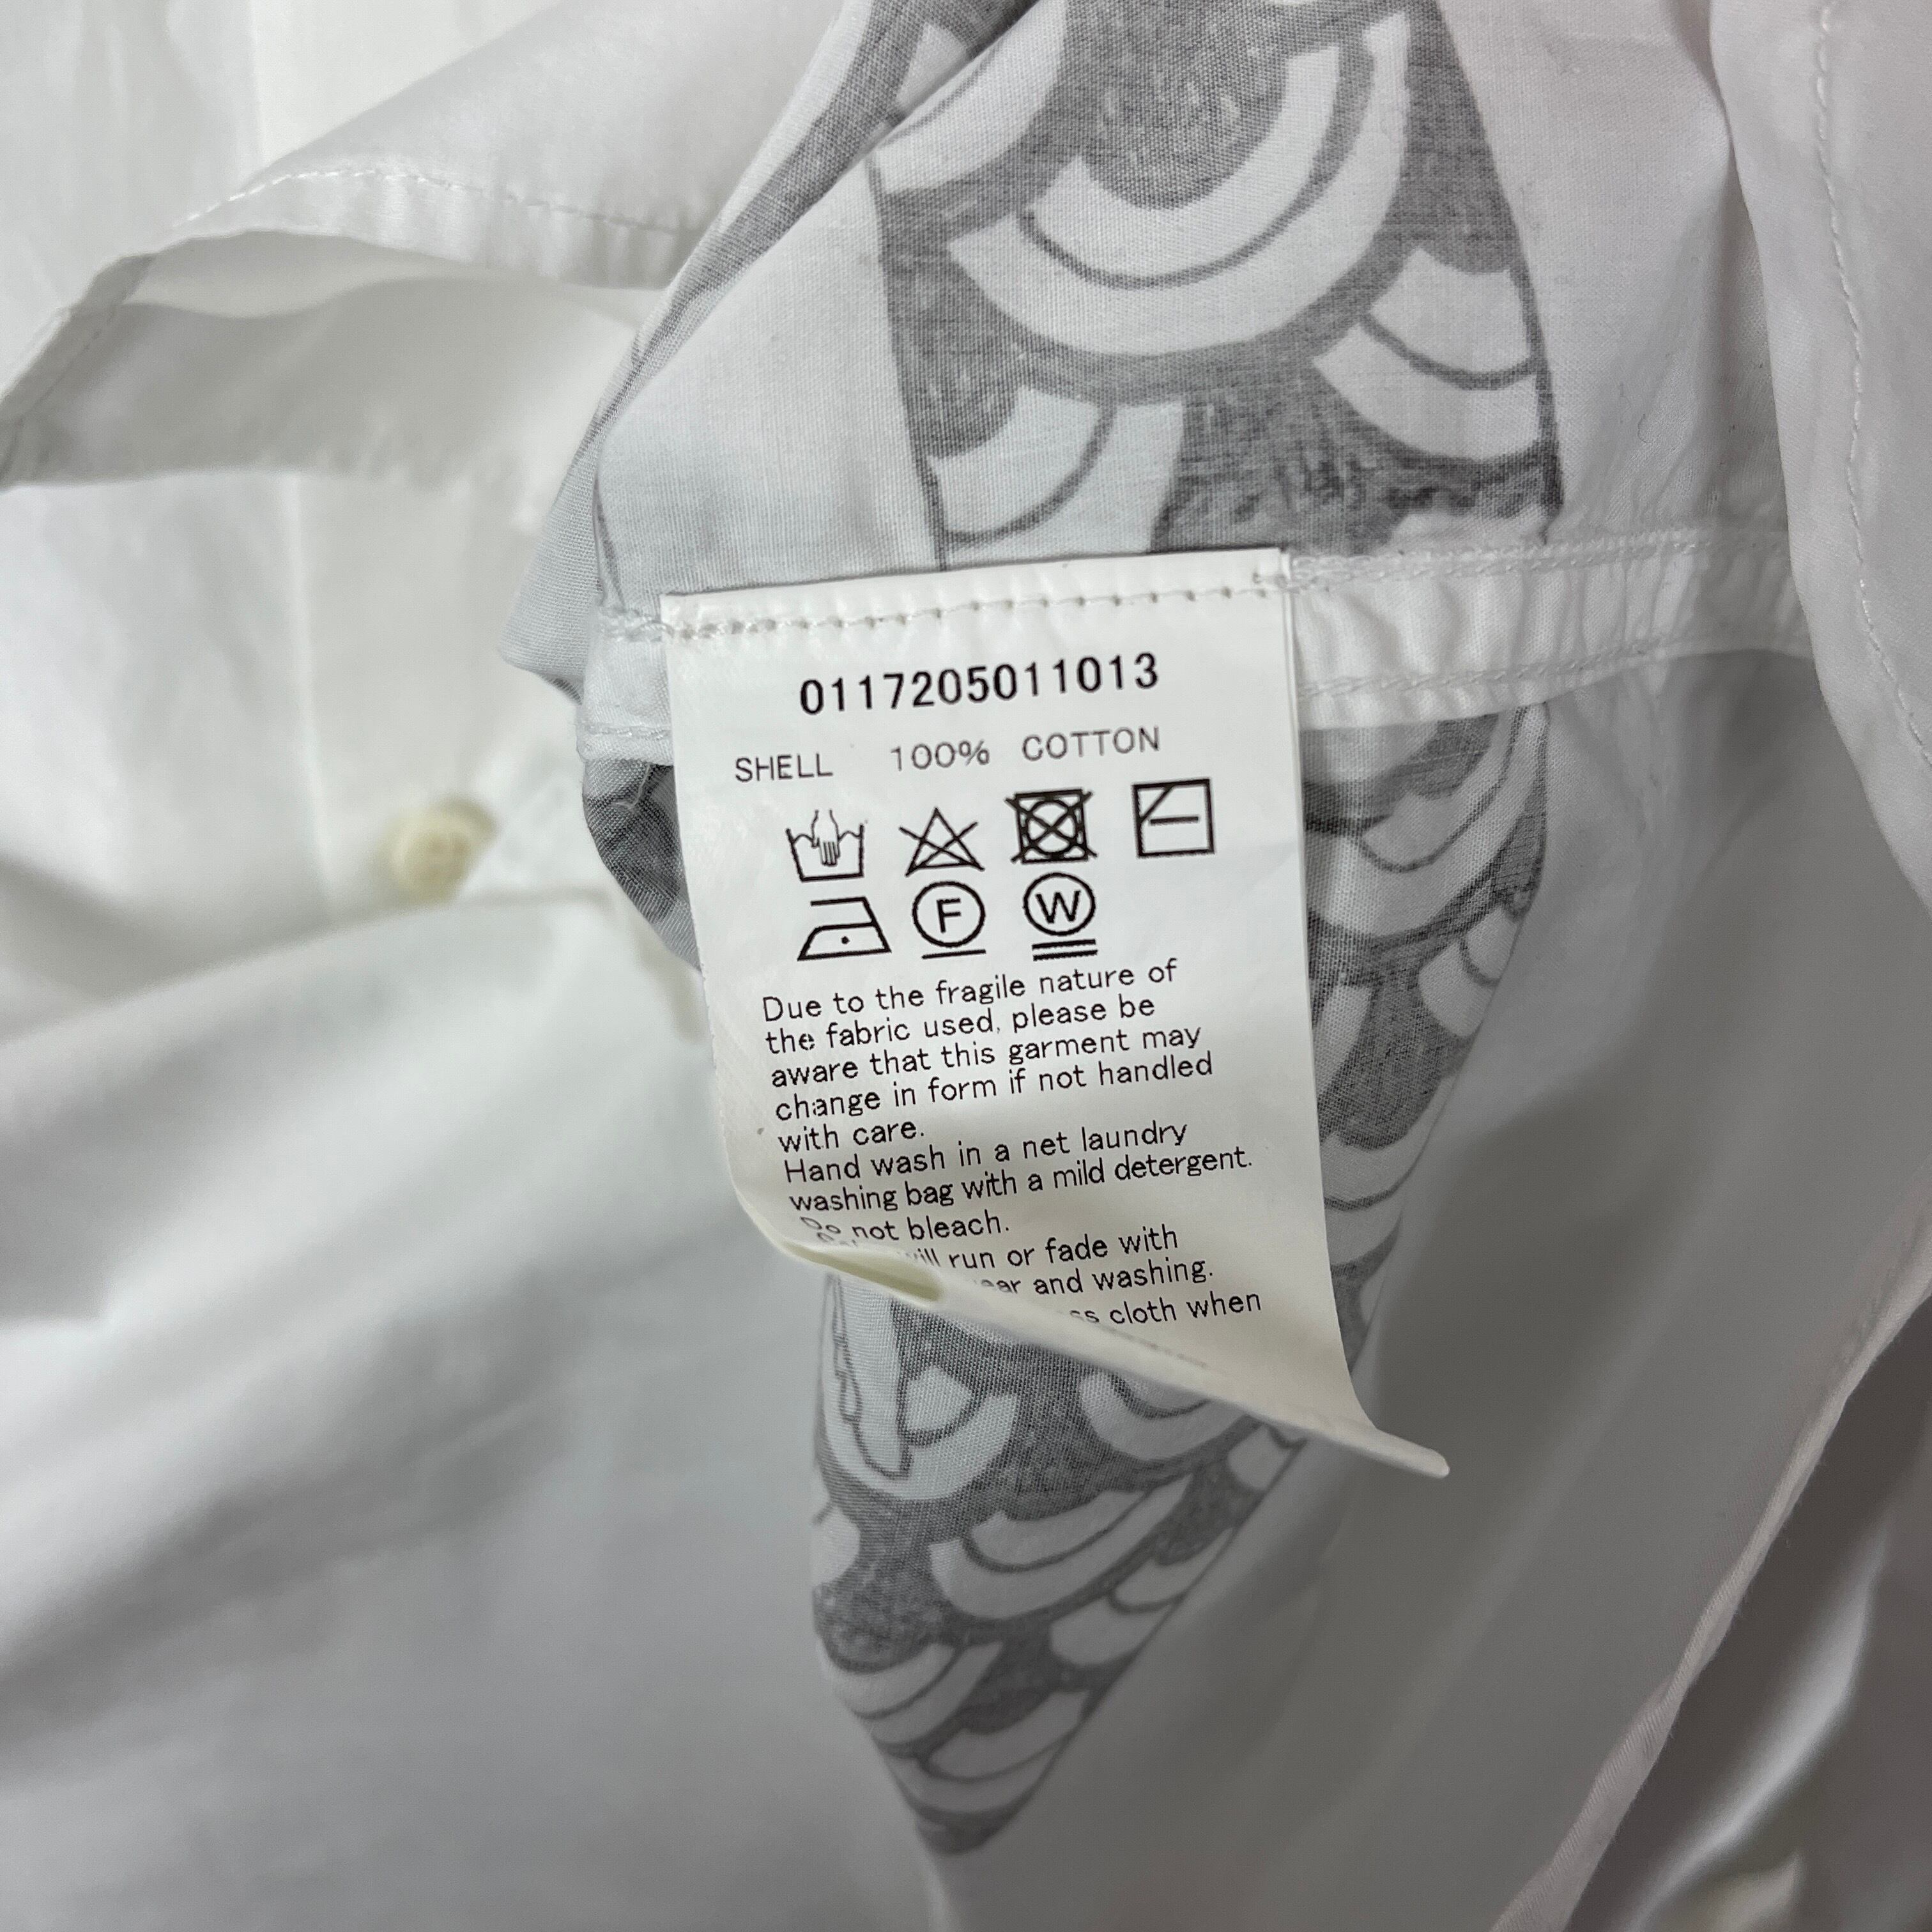 0117205011013
SHELL 100% COTTON
F W
Due to the fragile nature of
the fabric used, please be
aware that this garment may
change in form if not handled
with care.
Hand wash in a net laundry
washing bag with a mild detergent.
Do not bleach.
will run or fade with
and washing.
cloth when